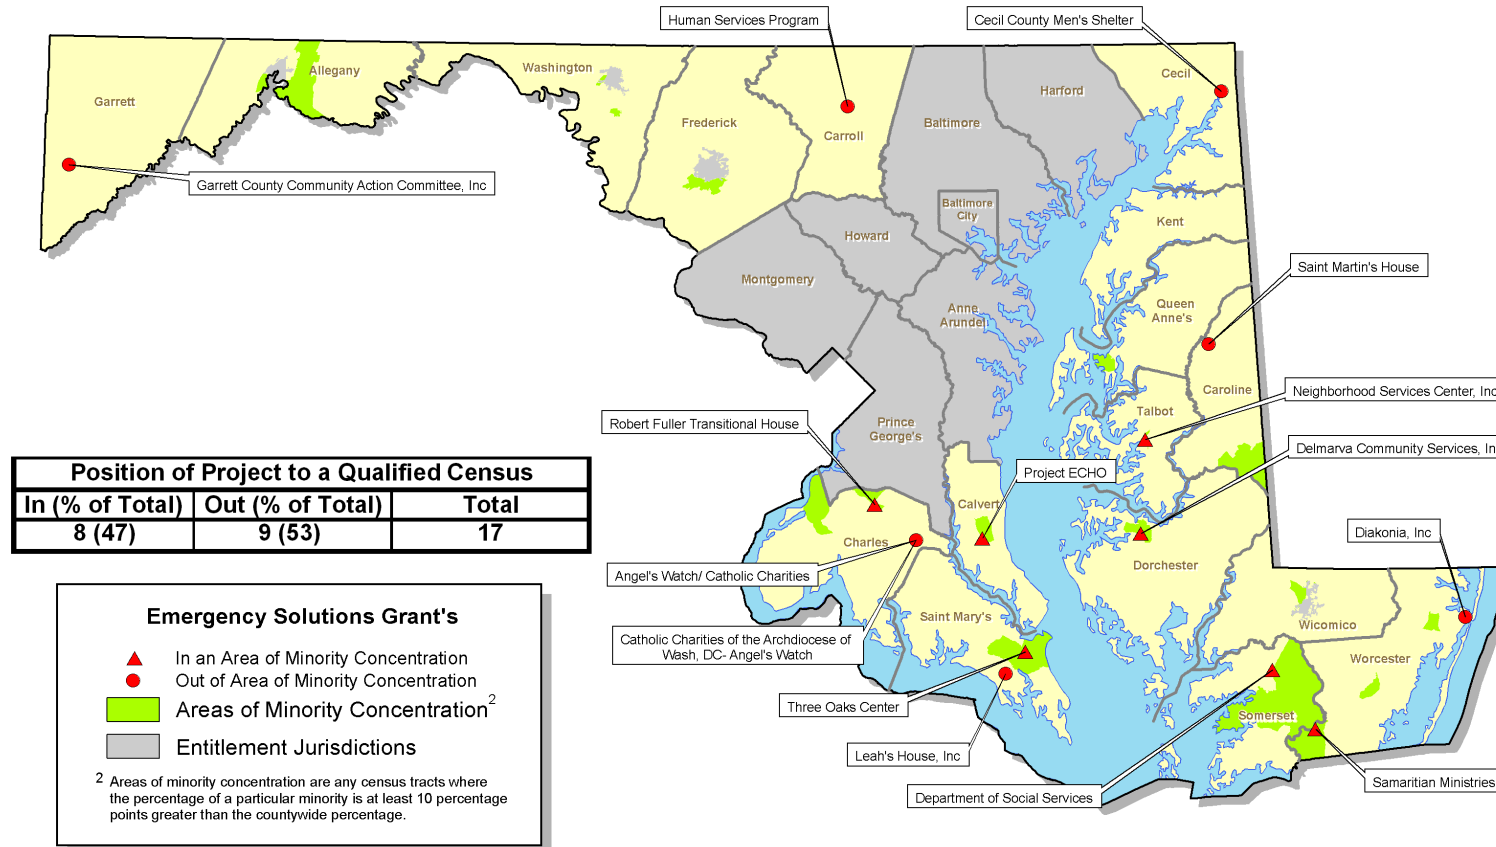 Human Services Program
Cecil County Men's Shelter
Garrett
Allegany
Washington
Frederick
Carroll
Baltimore
Harford
Cecil
Garrett County Community Action Committee, Inc
Baltimore
City
Kent
Howard
Montgomery
Anne
Arundel
Queen
Anne's
Saint Martin's House
Caroline
Neighborhood Services Center, Inc
Talbot
Robert Fuller Transitional House
Prince
George's
Delmarva Community Services, In
Project ECHO
Calvert
Charles
Diakonia, Inc
Dorchester
Angel's Watch/ Catholic Charities
Saint Mary's
Wicomico
Catholic Charities of the Archdiocese of
Wash, DC- Angel's Watch
Worcester
Three Oaks Center
Somerset
Leah's House, Inc
Samaritian Ministries
Department of Social Services
Position of Project to a Qualified Census
In (% of Total) Out (% of Total) Total
8 (47) 9 (53) 17
Emergency Solutions Grant's
In an Area of Minority Concentration
Out of Area of Minority Concentration
Areas of Minority Concentration2
Entitlement Jurisdictions
2 Areas of minority concentration are any census tracts where
the percentage of a particular minority is at least 10 percentage
points greater than the countywide percentage.